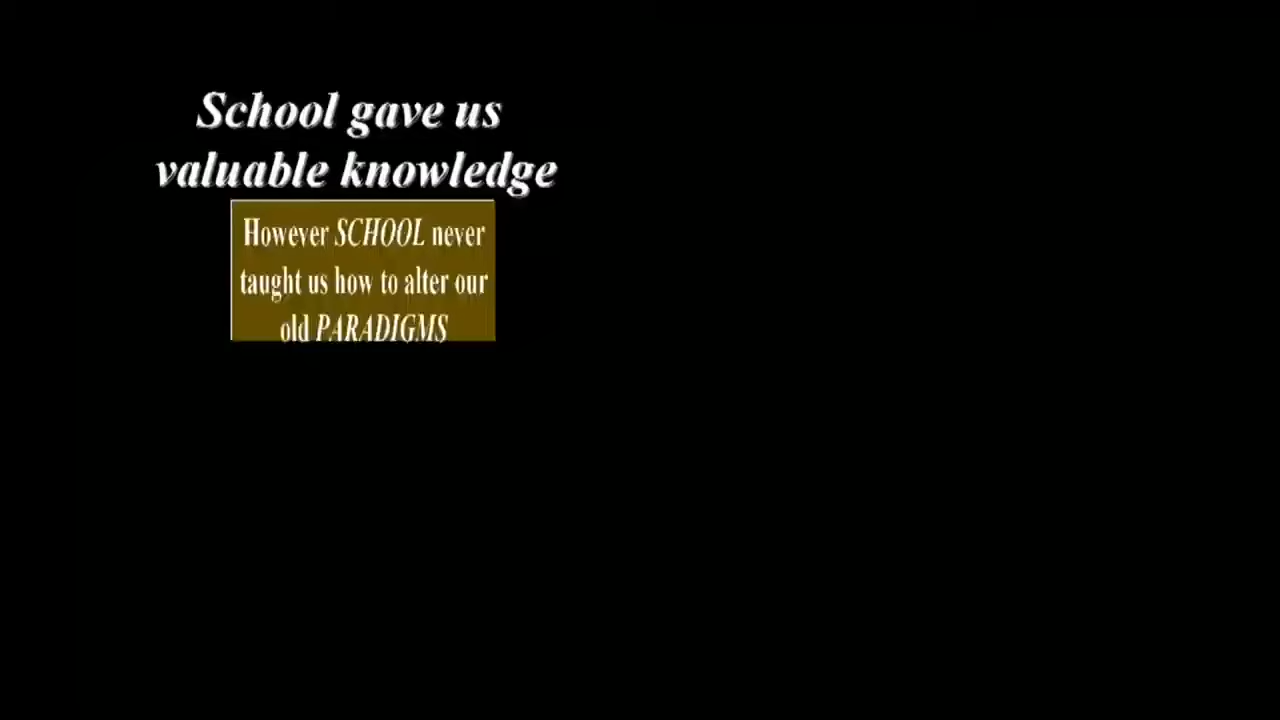 School gave us
valuable knowledge
However SCHOOL never
taught us how to alter our
old PARADIGMS